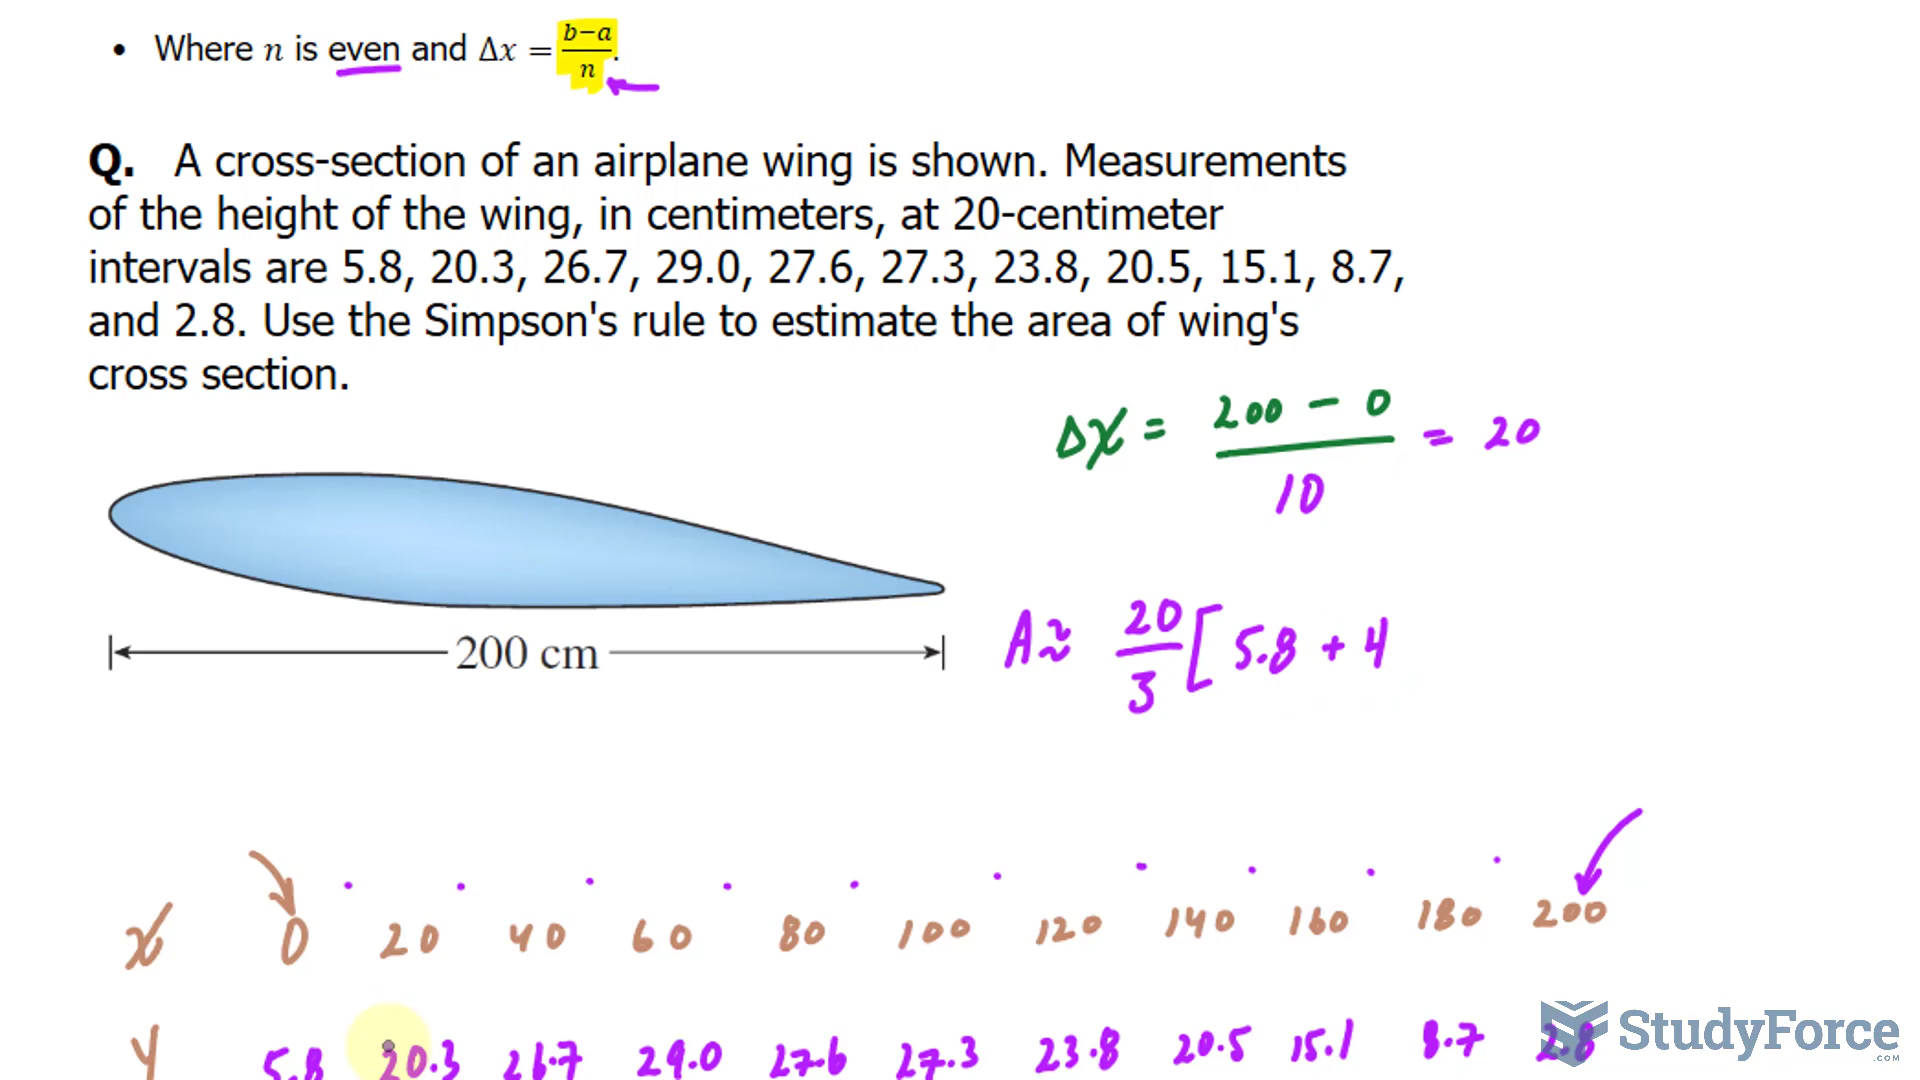 • Where n is even and Δx = b−a/n.
Q. A cross-section of an airplane wing is shown. Measurements
of the height of the wing, in centimeters, at 20-centimeter
intervals are 5.8, 20.3, 26.7, 29.0, 27.6, 27.3, 23.8, 20.5, 15.1, 8.7,
and 2.8. Use the Simpson's rule to estimate the area of wing's
cross section.
Δx = 200 − 0 / 10 = 20
200 cm
A ≈ 20/3 [ 5.8 + 4
x 0 20 40 60 80 100 120 140 160 180 200
y 5.8 20.3 26.7 29.0 27.6 27.3 23.8 20.5 15.1 8.7 2.8
StudyForce
.COM